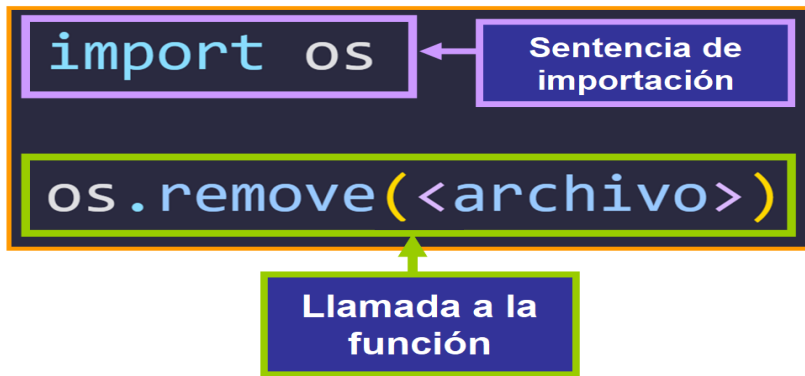 import os
Sentencia de
importación
os.remove(<archivo>)
Llamada a la
función